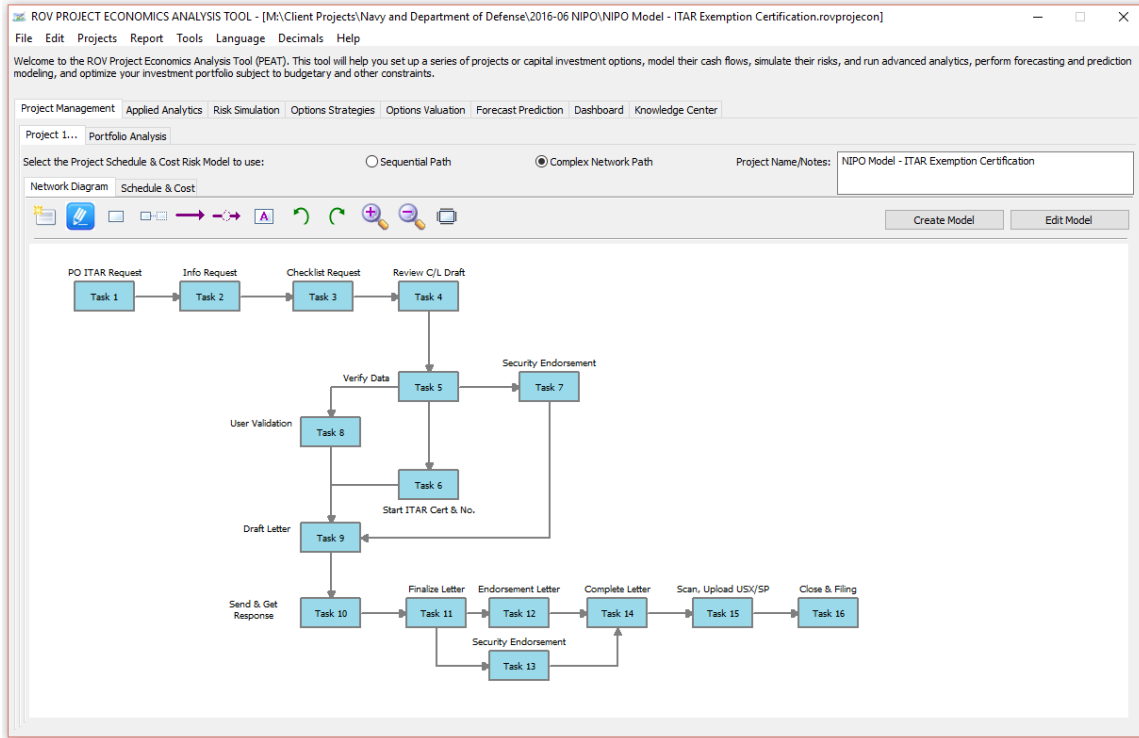 ROV PROJECT ECONOMICS ANALYSIS TOOL - [M:\Client Projects\Navy and Department of Defense\2016-06 NIPO\NIPO Model - ITAR Exemption Certification.rovprojecon]
File Edit Projects Report Tools Language Decimals Help
Welcome to the ROV Project Economics Analysis Tool (PEAT). This tool will help you set up a series of projects or capital investment options, model their cash flows, simulate their risks, and run advanced analytics, perform forecasting and prediction
modeling, and optimize your investment portfolio subject to budgetary and other constraints.
Project Management Applied Analytics Risk Simulation Options Strategies Options Valuation Forecast Prediction Dashboard Knowledge Center
Project 1... Portfolio Analysis
Select the Project Schedule & Cost Risk Model to use: Sequential Path Complex Network Path Project Name/Notes: NIPO Model - ITAR Exemption Certification
Network Diagram Schedule & Cost
A Create Model Edit Model
PO ITAR Request Info Request Checklist Request Review C/L Draft
Task 1 Task 2 Task 3 Task 4
Security Endorsement
Verify Data Task 5 Task 7
User Validation Task 8
Task 6
Start ITAR Cert & No.
Draft Letter Task 9
Finalize Letter Endorsement Letter Complete Letter Scan, Upload USX/SP Close & Filing
Send & Get
Response Task 10 Task 11 Task 12 Task 14 Task 15 Task 16
Security Endorsement
Task 13